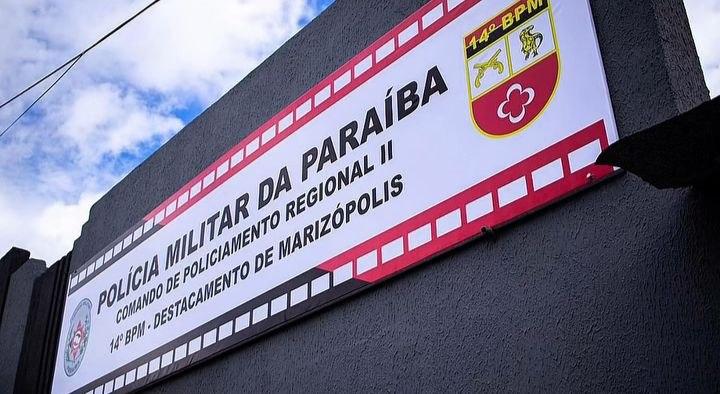 14º BPM
POLÍCIA MILITAR DA PARAÍBA
COMANDO DE POLICIAMENTO REGIONAL II
14º BPM - DESTACAMENTO DE MARIZÓPOLIS